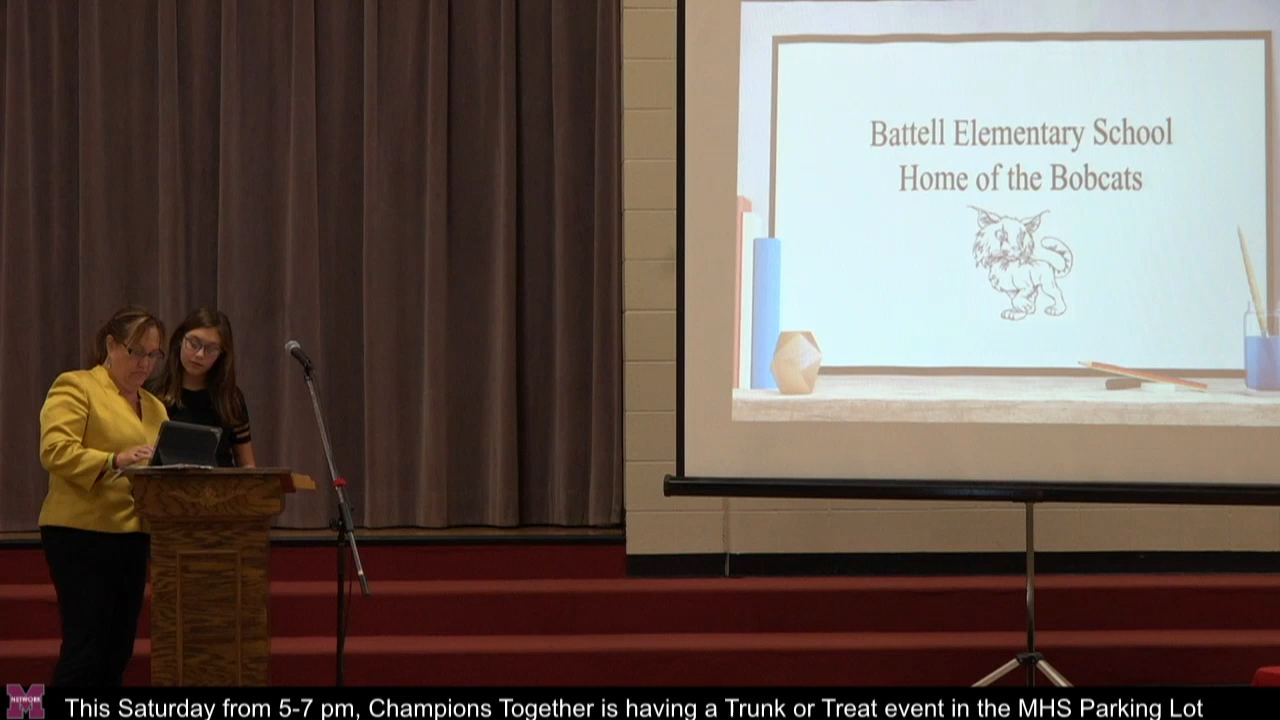 Battell Elementary School
Home of the Bobcats
NETWORK
This Saturday from 5-7 pm, Champions Together is having a Trunk or Treat event in the MHS Parking Lot